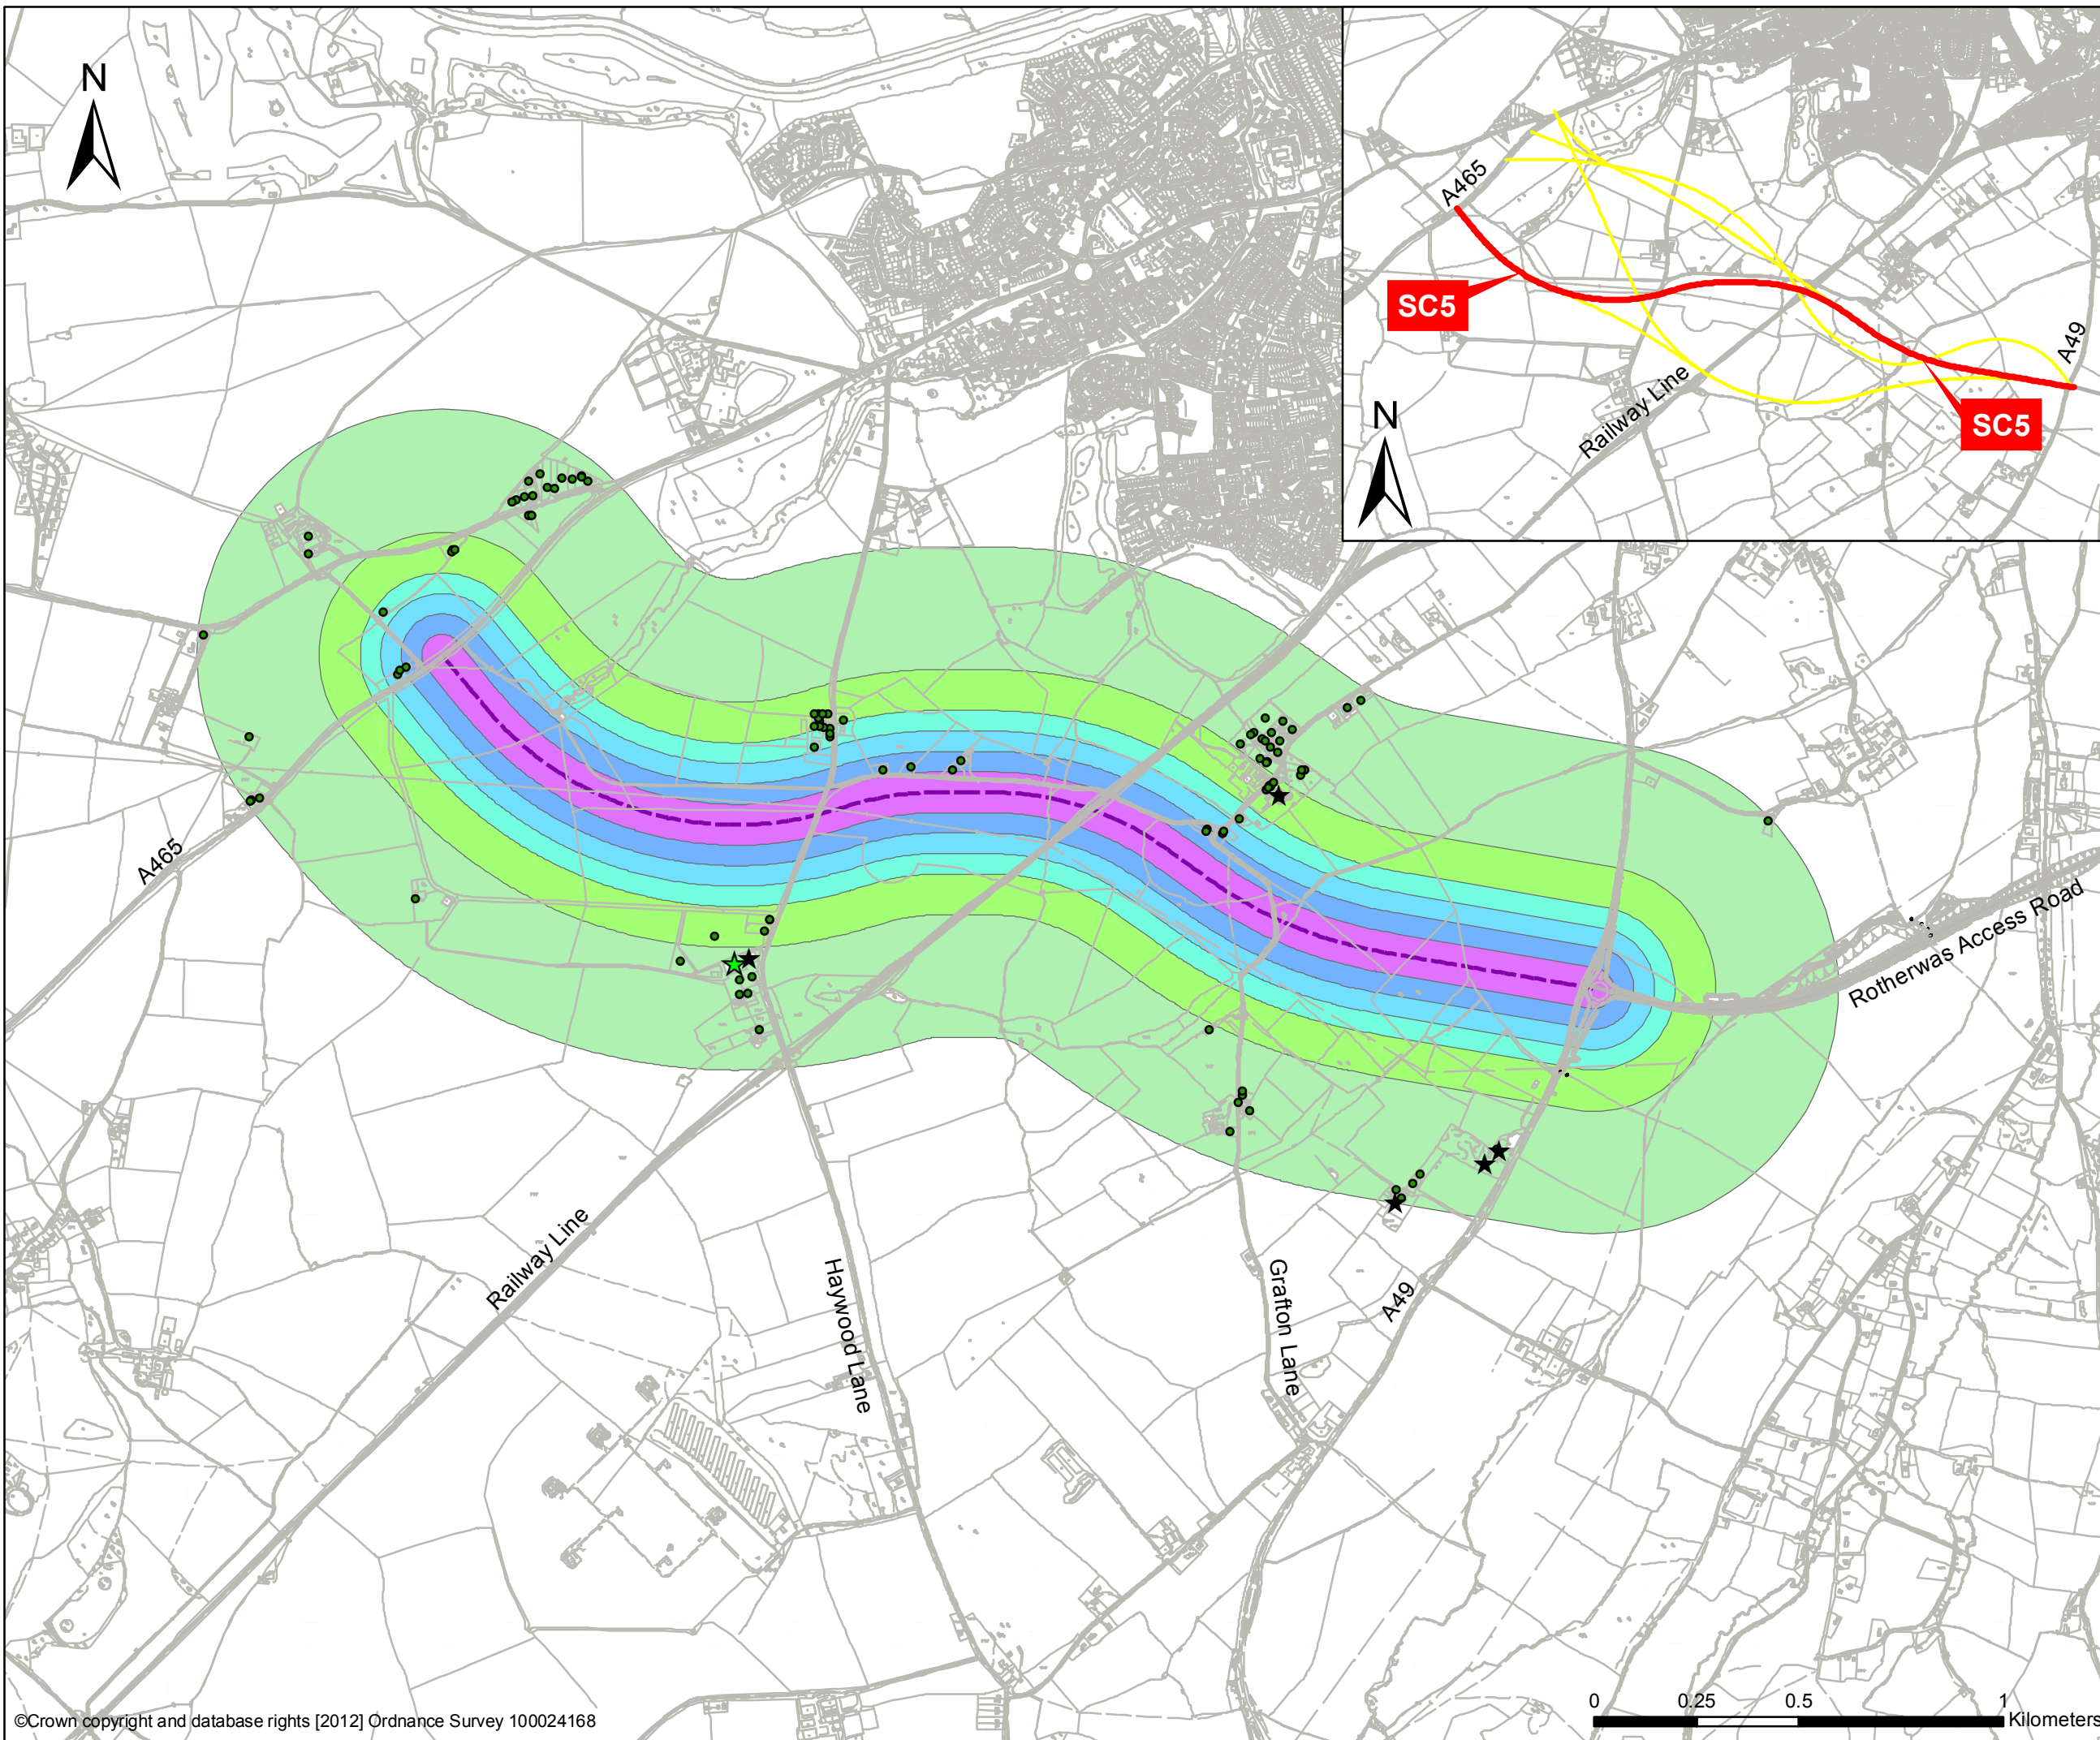 N
A465
SC5
Railway Line
A49
SC5
N
A465
Rotherwas Access Road
Railway Line
Haywood Lane
Grafton Lane
A49
0 0.25 0.5 1
Kilometers
©Crown copyright and database rights [2012] Ordnance Survey 100024168